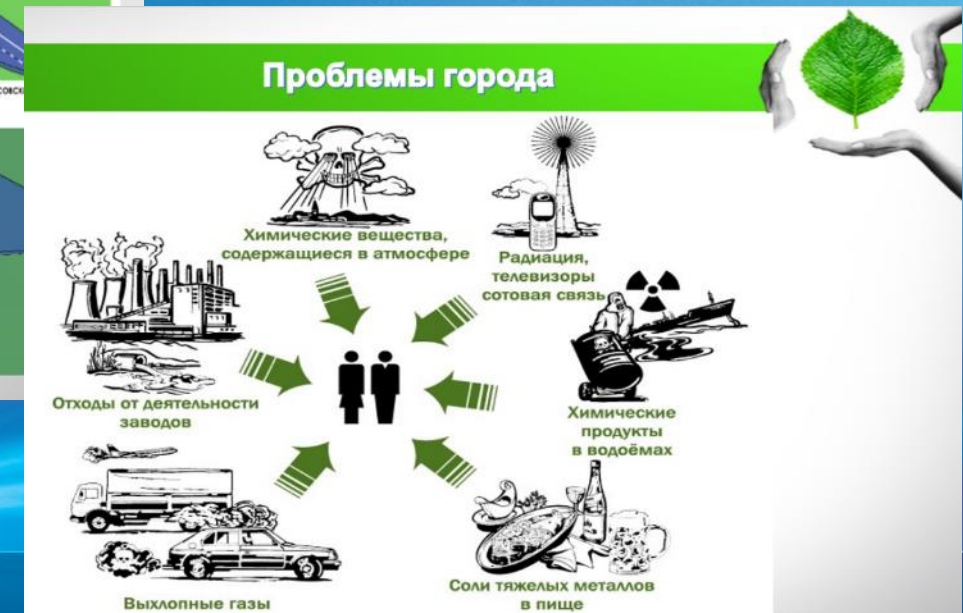 Проблемы города
Химические вещества,
содержащиеся в атмосфере
Радиация,
телевизоры
сотовая связь
Отходы от деятельности
заводов
Химические
продукты
в водоёмах
Выхлопные газы
Соли тяжелых металлов
в пище